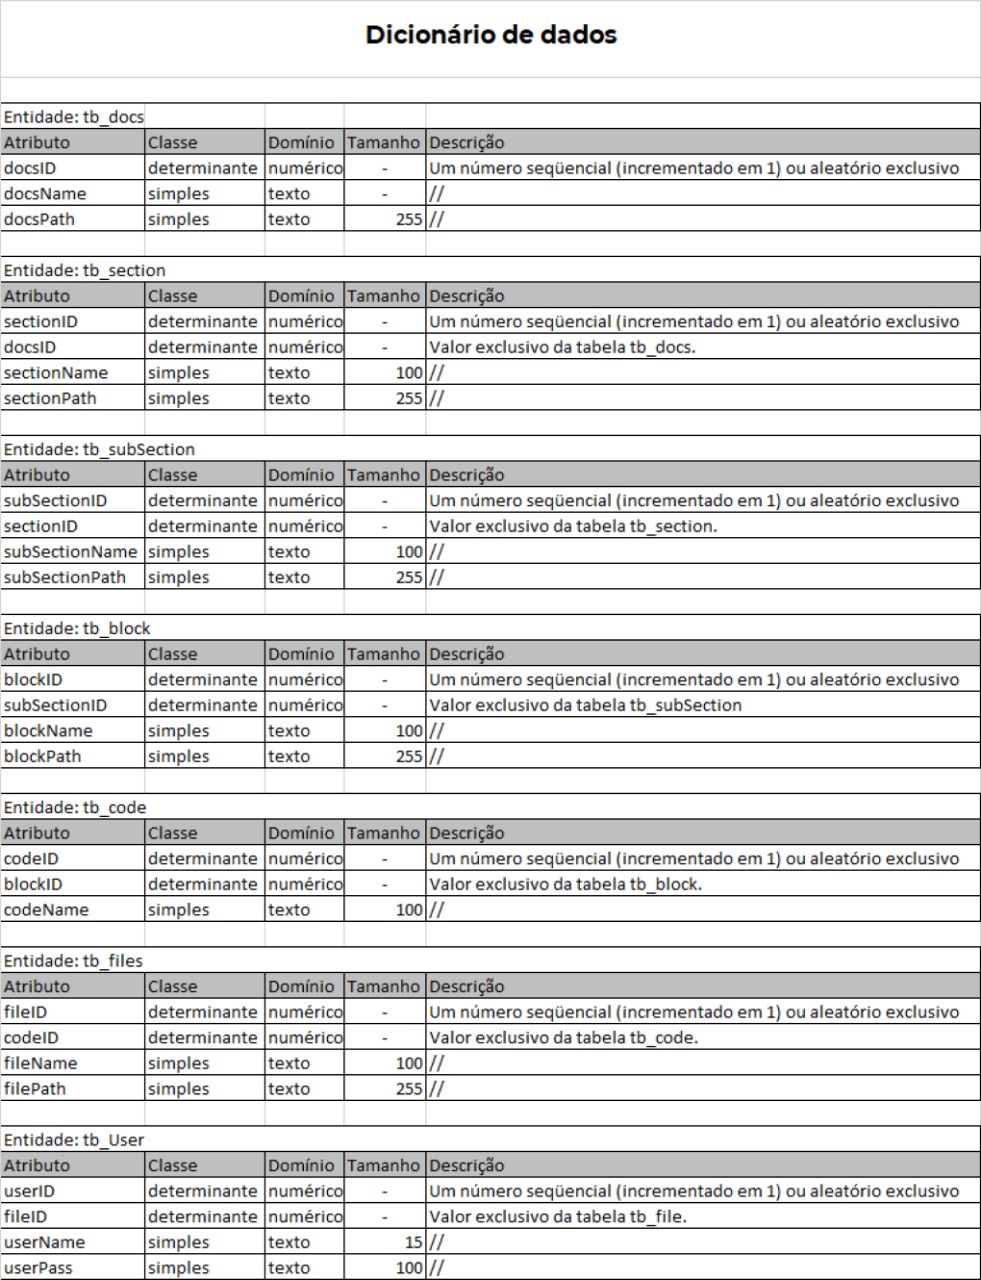 Dicionário de dados
Entidade: tb_docs
Atributo Classe Domínio Tamanho Descrição
docsID determinante numérico - Um número seqüencial (incrementado em 1) ou aleatório exclusivo
docsName simples texto - //
docsPath simples texto 255 //
Entidade: tb_section
Atributo Classe Domínio Tamanho Descrição
sectionID determinante numérico - Um número seqüencial (incrementado em 1) ou aleatório exclusivo
docsID determinante numérico - Valor exclusivo da tabela tb_docs.
sectionName simples texto 100 //
sectionPath simples texto 255 //
Entidade: tb_subSection
Atributo Classe Domínio Tamanho Descrição
subSectionID determinante numérico - Um número seqüencial (incrementado em 1) ou aleatório exclusivo
sectionID determinante numérico - Valor exclusivo da tabela tb_section.
subSectionName simples texto 100 //
subSectionPath simples texto 255 //
Entidade: tb_block
Atributo Classe Domínio Tamanho Descrição
blockID determinante numérico - Um número seqüencial (incrementado em 1) ou aleatório exclusivo
subSectionID determinante numérico - Valor exclusivo da tabela tb_subSection
blockName simples texto 100 //
blockPath simples texto 255 //
Entidade: tb_code
Atributo Classe Domínio Tamanho Descrição
codeID determinante numérico - Um número seqüencial (incrementado em 1) ou aleatório exclusivo
blockID determinante numérico - Valor exclusivo da tabela tb_block.
codeName simples texto 100 //
Entidade: tb_files
Atributo Classe Domínio Tamanho Descrição
fileID determinante numérico - Um número seqüencial (incrementado em 1) ou aleatório exclusivo
codeID determinante numérico - Valor exclusivo da tabela tb_code.
fileName simples texto 100 //
filePath simples texto 255 //
Entidade: tb_User
Atributo Classe Domínio Tamanho Descrição
userID determinante numérico - Um número seqüencial (incrementado em 1) ou aleatório exclusivo
fileID determinante numérico - Valor exclusivo da tabela tb_file.
userName simples texto 15 //
userPass simples texto 100 //